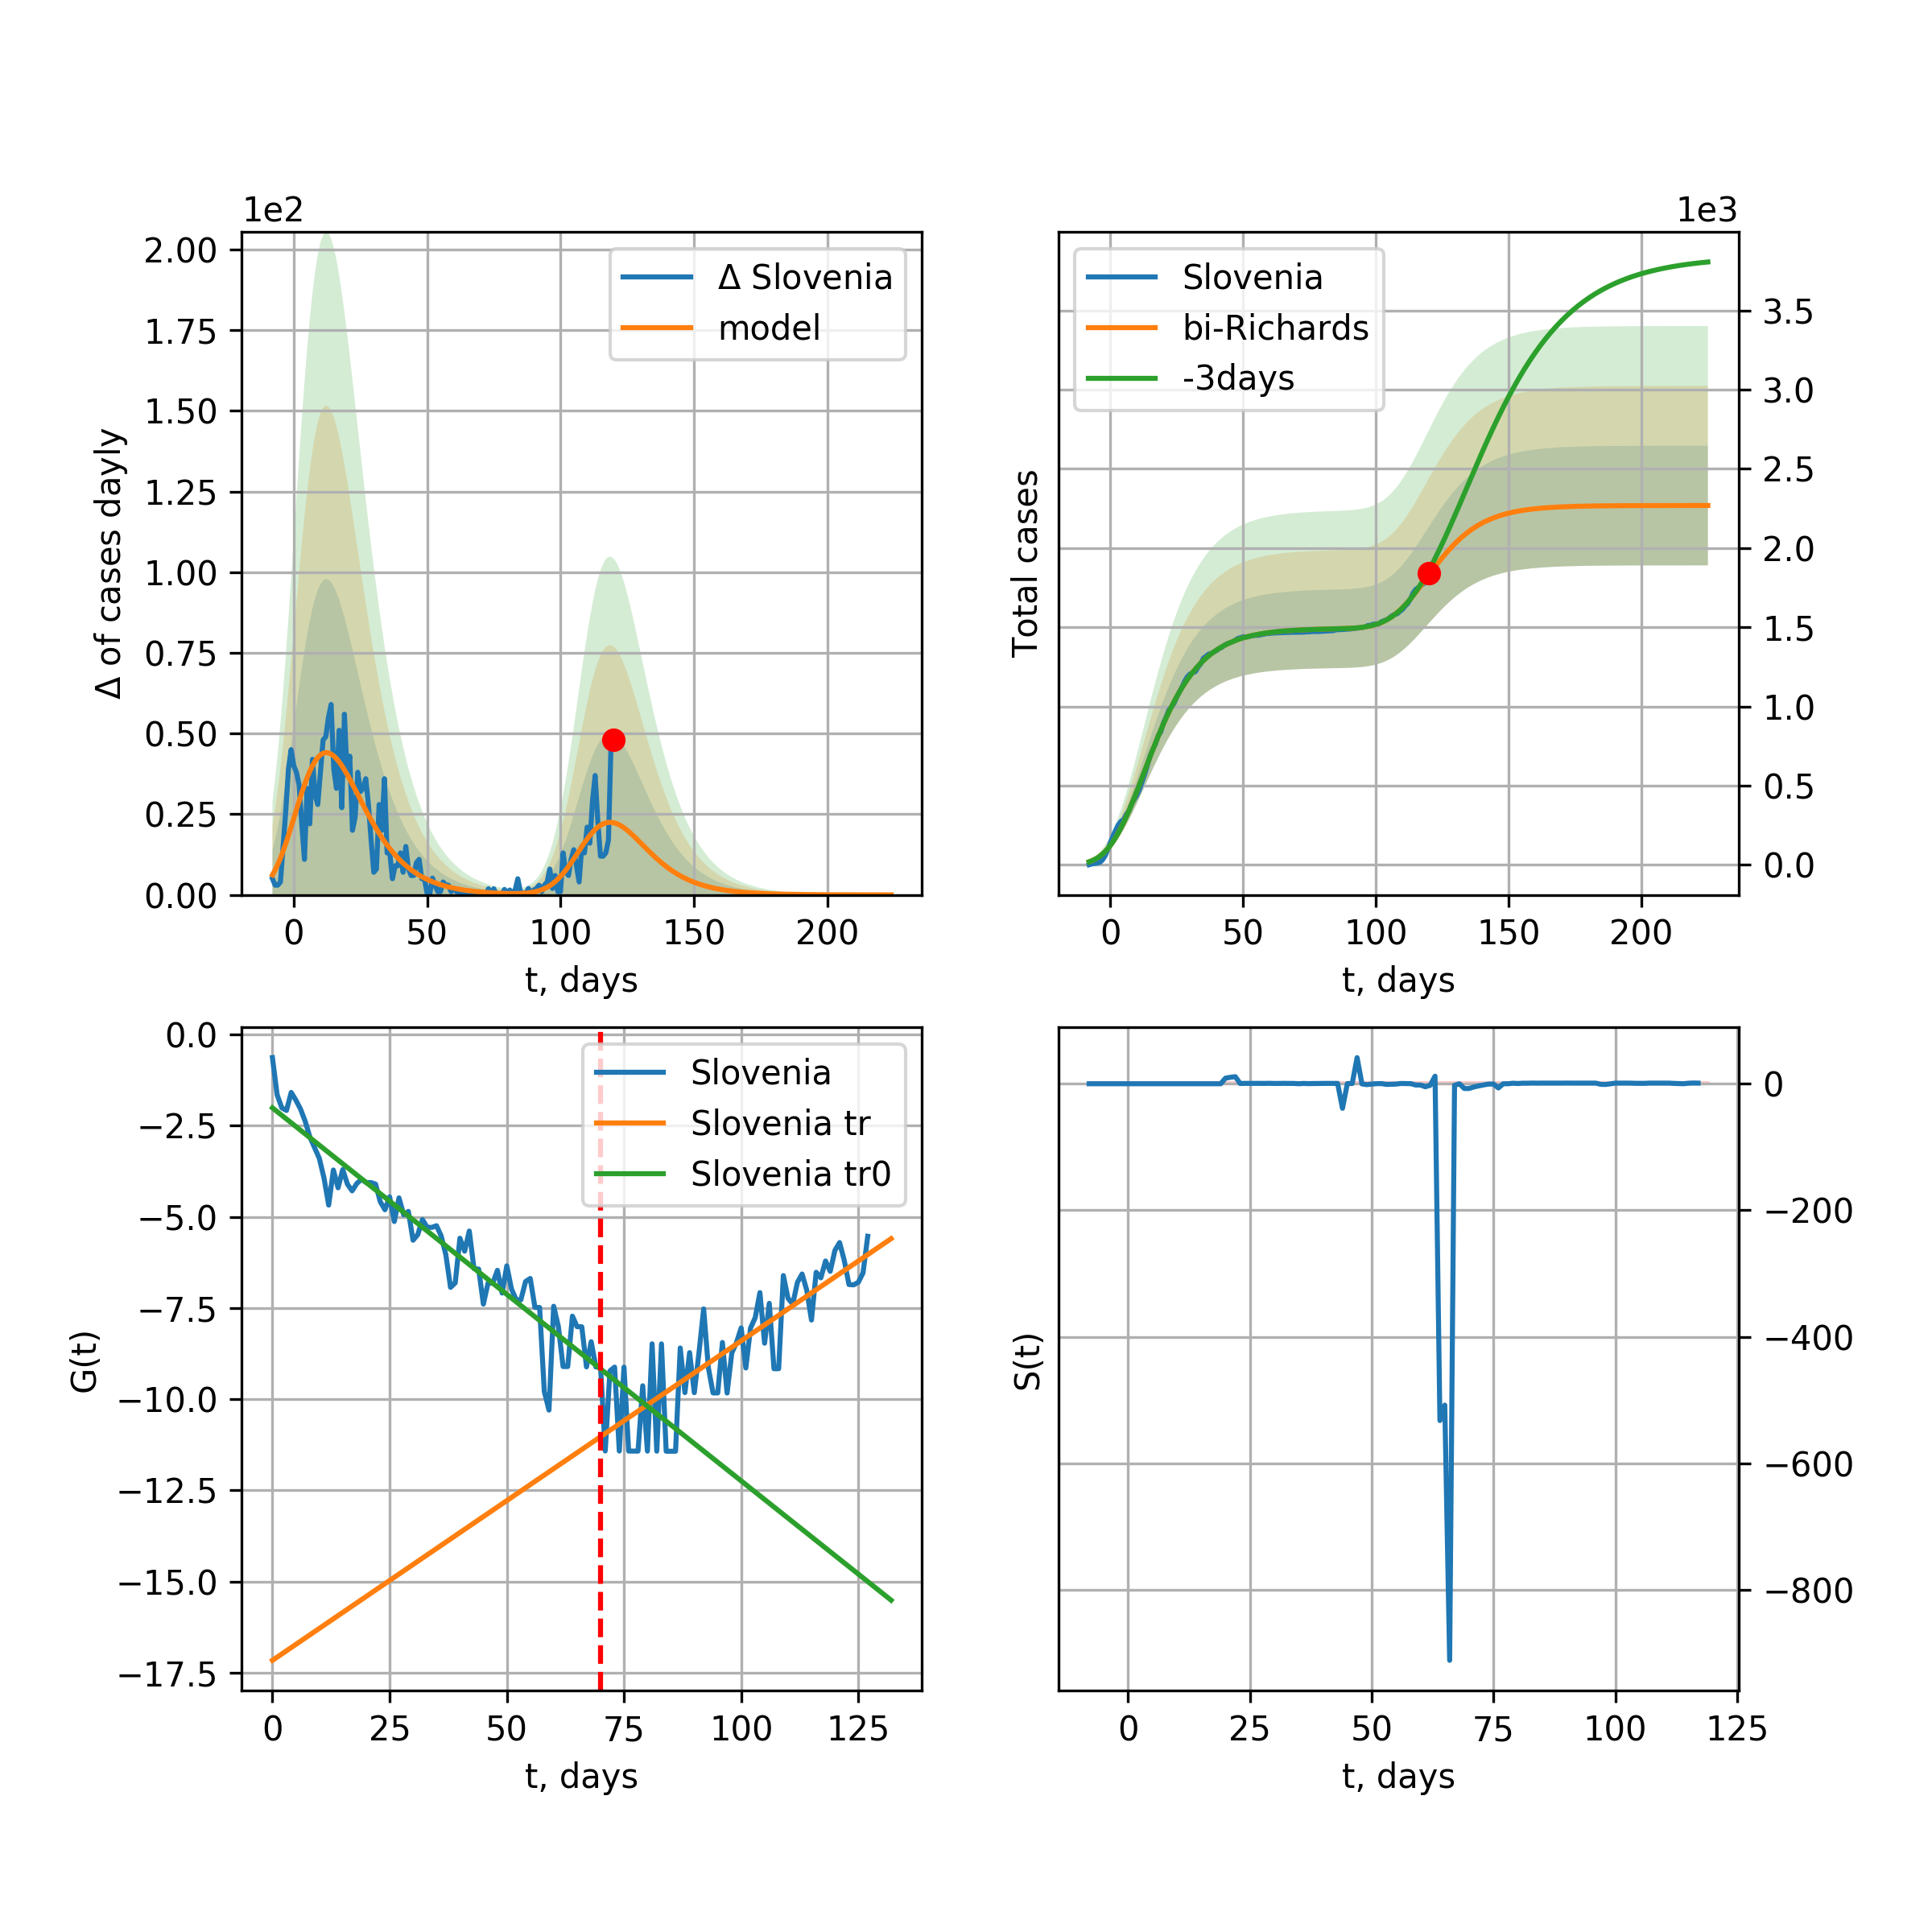 1e2
2.00
1.75
1.50
1.25
1.00
0.75
0.50
0.25
0.00
Δ of cases dayly
Δ Slovenia
model
0 50 100 150 200
t, days
1e3
3.5
3.0
2.5
2.0
1.5
1.0
0.5
0.0
Total cases
Slovenia
bi-Richards
-3days
0 50 100 150 200
t, days
0.0
−2.5
−5.0
−7.5
−10.0
−12.5
−15.0
−17.5
G(t)
Slovenia
Slovenia tr
Slovenia tr0
0 25 50 75 100 125
t, days
0
−200
−400
−600
−800
S(t)
0 25 50 75 100 125
t, days